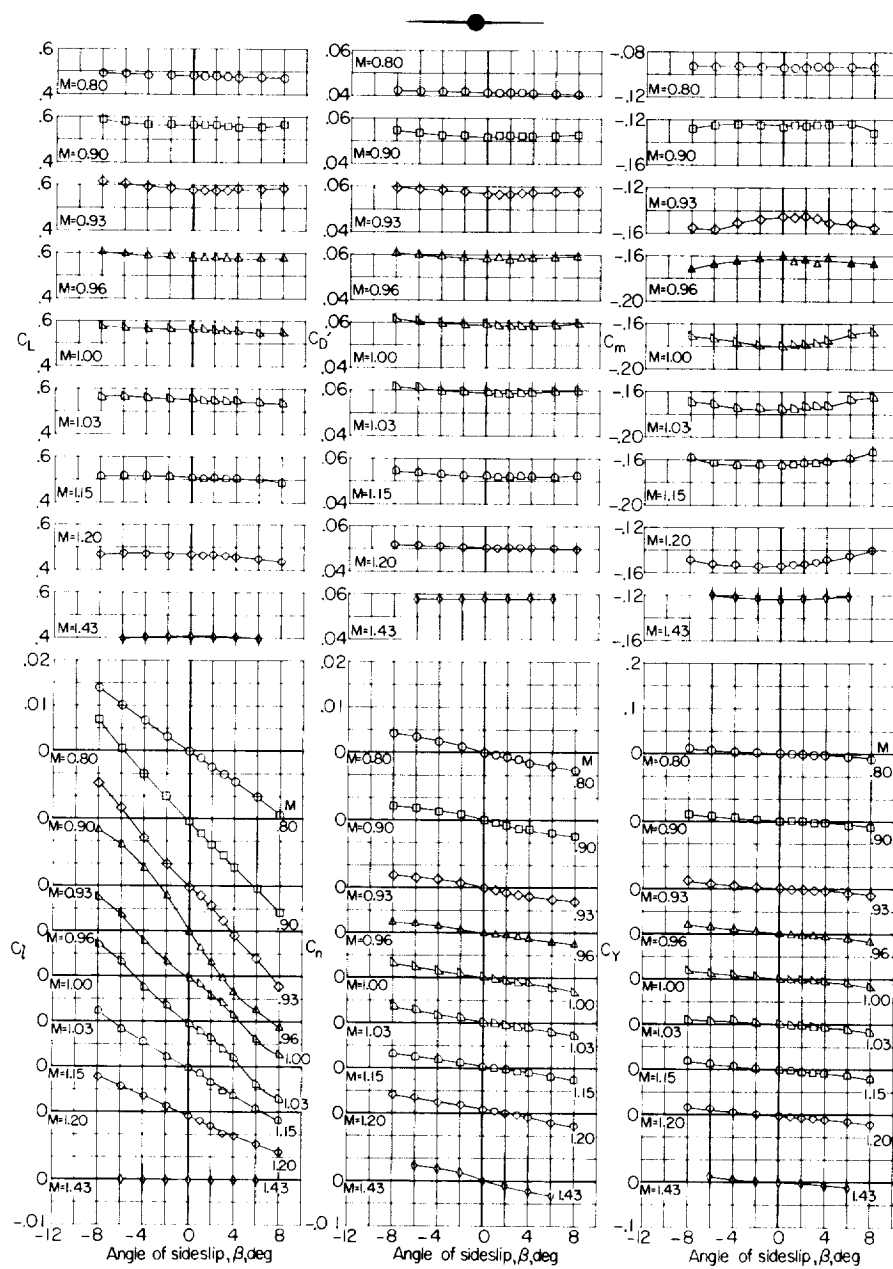 .6 .06 -.08
M=0.80 M=0.80 M=0.80
.4 .04 -.12
.6
M=0.90 M=0.90 M=0.90
.4 .04 -.16
.6 .06 -.12
M=0.93 M=0.93 M=0.93
.4 .04 -.16
.6 .06
M=0.96 M=0.96 M=0.96
.4 .04 -.20
.6 .06 -.16
C_L C_D C_m
M=1.00 M=1.00 M=1.00
.4 .04 -.20
.6 .06 -.16
M=1.03 M=1.03 M=1.03
.4 .04 -.20
.6 .06 -.16
M=1.15 M=1.15 M=1.15
.4 .04 -.20
.6 .06 -.12
M=1.20 M=1.20 M=1.20
.4 .04 -.16
.6 .06 -.12
M=1.43 M=1.43 M=1.43
.4 .04 -.16
.02 .02 .2
.01 .01 .1
0 0 M 0 M
M=0.80 M=0.80 .80 M=0.80 .80
M
0 .80 0 0
M=0.90 M=0.90 .90 M=0.90 .90
0 0 0
M=0.93 .90 M=0.93 .93 M=0.93 .93
0 0 0
M=0.96 M=0.96 .96 M=0.96 .96
C_l C_n C_Y
0 0 0
M=1.00 .93 M=1.00 1.00 M=1.00 1.00
0 0 0
M=1.03 .96 M=1.03 1.03 M=1.03 1.03
1.00
0 0 0
M=1.15 1.03 M=1.15 1.15 M=1.15 1.15
0 1.15 0 0
M=1.20 M=1.20 1.20 M=1.20 1.20
1.20
0 0 0
M=1.43 1.43 M=1.43 1.43 M=1.43 1.43
-.01 -.01 -.1
-12 -8 -4 0 4 8 -12 -8 -4 0 4 8 -12 -8 -4 0 4 8
Angle of sideslip, β, deg Angle of sideslip, β, deg Angle of sideslip, β, deg